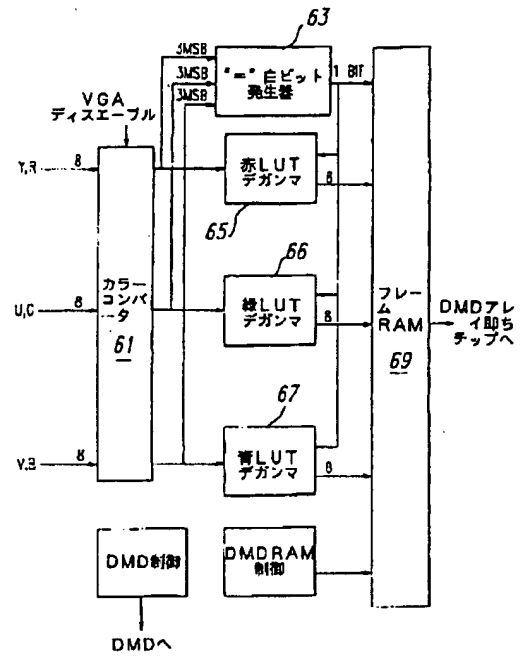 63
3MSB
3MSB
3MSB
"=" 白ビット
発生器
1 BIT
VGA
ディスエーブル
Y,R
8
赤LUT
デガンマ
8
65
66
カラー
コンバ
ータ
61
U,C
8
緑LUT
デガンマ
8
フレー
ム
RAM
69
DMDアレ
イ即ち
チップへ
67
V,B
8
青LUT
デガンマ
8
DMD制御
DMDRAM
制御
DMDへ